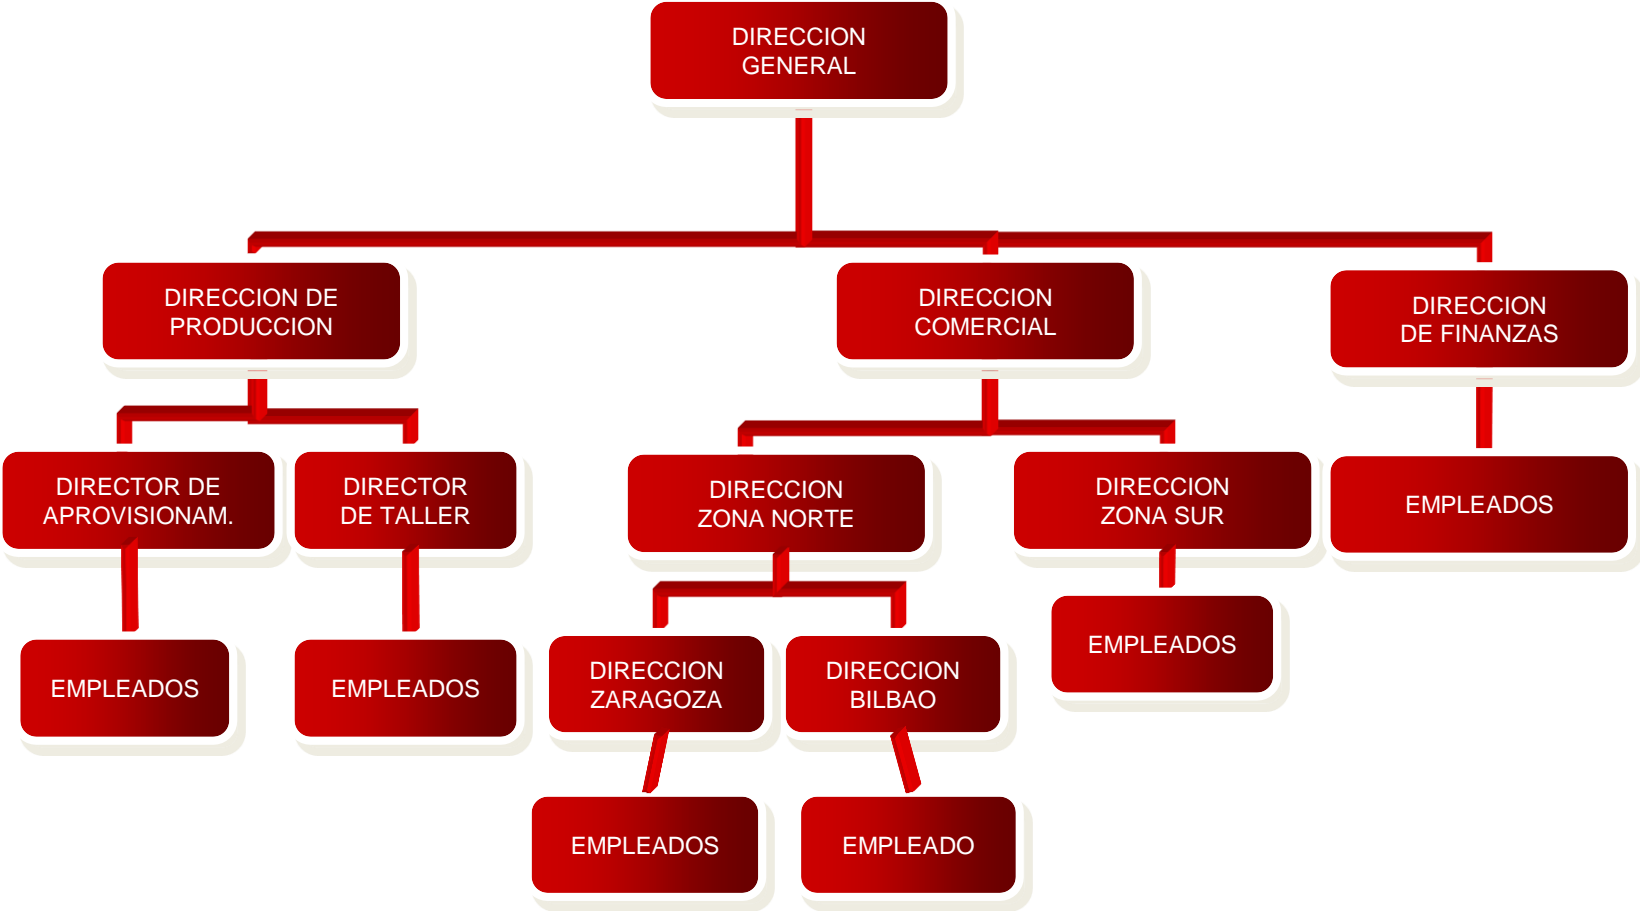 DIRECCION
GENERAL
DIRECCION DE
PRODUCCION
DIRECCION
COMERCIAL
DIRECCION
DE FINANZAS
DIRECTOR DE
APROVISIONAM.
DIRECTOR
DE TALLER
DIRECCION
ZONA NORTE
DIRECCION
ZONA SUR
EMPLEADOS
EMPLEADOS
EMPLEADOS
DIRECCION
ZARAGOZA
DIRECCION
BILBAO
EMPLEADOS
EMPLEADOS
EMPLEADO